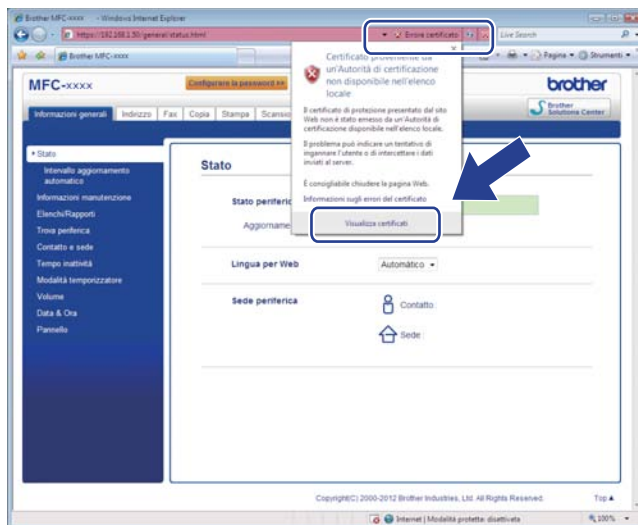 Brother MFC-xxxx - Windows Internet Explorer
https://192.168.1.50/general/status.html
Errore certificato
Live Search
Brother MFC-xxxx
Pagina
Strumenti
MFC-xxxx
Configurare la password >>
brother
Informazioni generali
Indirizzo
Fax
Copia
Stampa
Brother
Solutions Center
Certificato proveniente da
un'Autorità di certificazione
non disponibile nell'elenco
locale
Il certificato di protezione presentato dal sito
Web non è stato emesso da un'Autorità di
certificazione disponibile nell'elenco locale.
Il problema può indicare un tentativo di
ingannare l'utente o di intercettare i dati
inviati al server.
È consigliabile chiudere la pagina Web.
Informazioni sugli errori del certificato
Visualizza certificati
Stato
Intervallo aggiornamento
automatico
Informazioni manutenzione
Elenchi/Rapporti
Trova periferica
Contatto e sede
Tempo inattività
Modalità temporizzatore
Volume
Data & Ora
Pannello
Stato
Lingua per Web
Automatico
Sede periferica
Contatto :
Sede :
Copyright(C) 2000-2012 Brother Industries, Ltd. All Rights Reserved.
Top
Internet | Modalità protetta: disattivata
100%